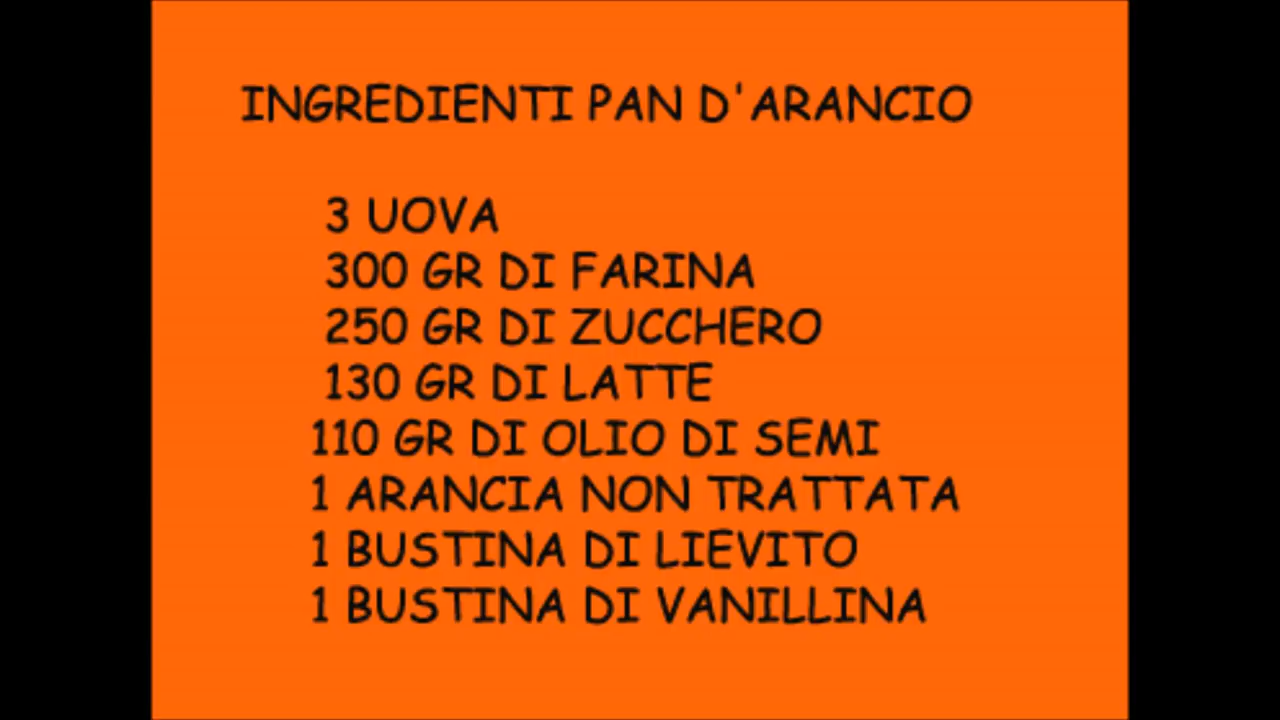 INGREDIENTI PAN D'ARANCIO
3 UOVA
300 GR DI FARINA
250 GR DI ZUCCHERO
130 GR DI LATTE
110 GR DI OLIO DI SEMI
1 ARANCIA NON TRATTATA
1 BUSTINA DI LIEVITO
1 BUSTINA DI VANILLINA